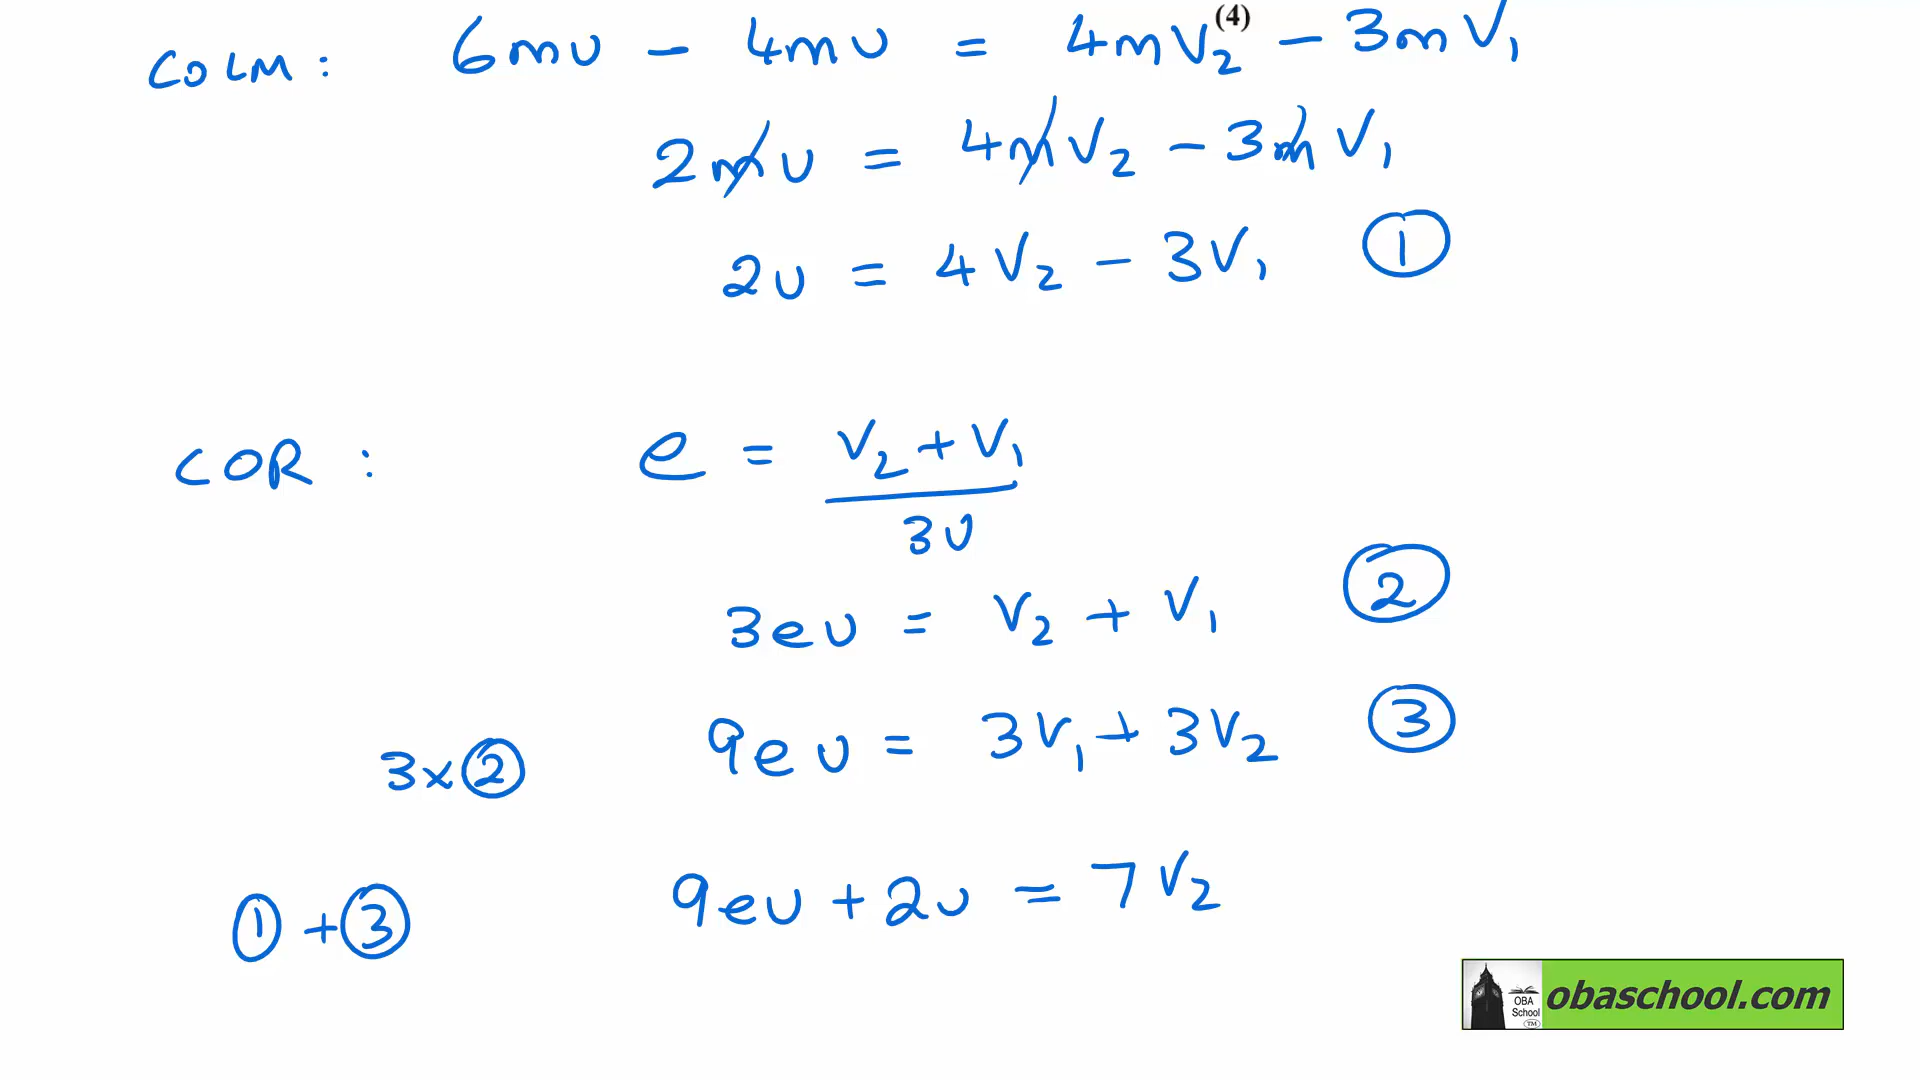 (4)
COLM : 6mu - 4mu = 4mV₂ - 3mV₁
2mu = 4mV₂ - 3mV₁
2u = 4V₂ - 3V₁ ①
COR : e = V₂ + V₁ / 3u
3eu = V₂ + V₁ ②
3×② 9eu = 3V₁ + 3V₂ ③
① + ③ 9eu + 2u = 7V₂
OBA School TM obaschool.com